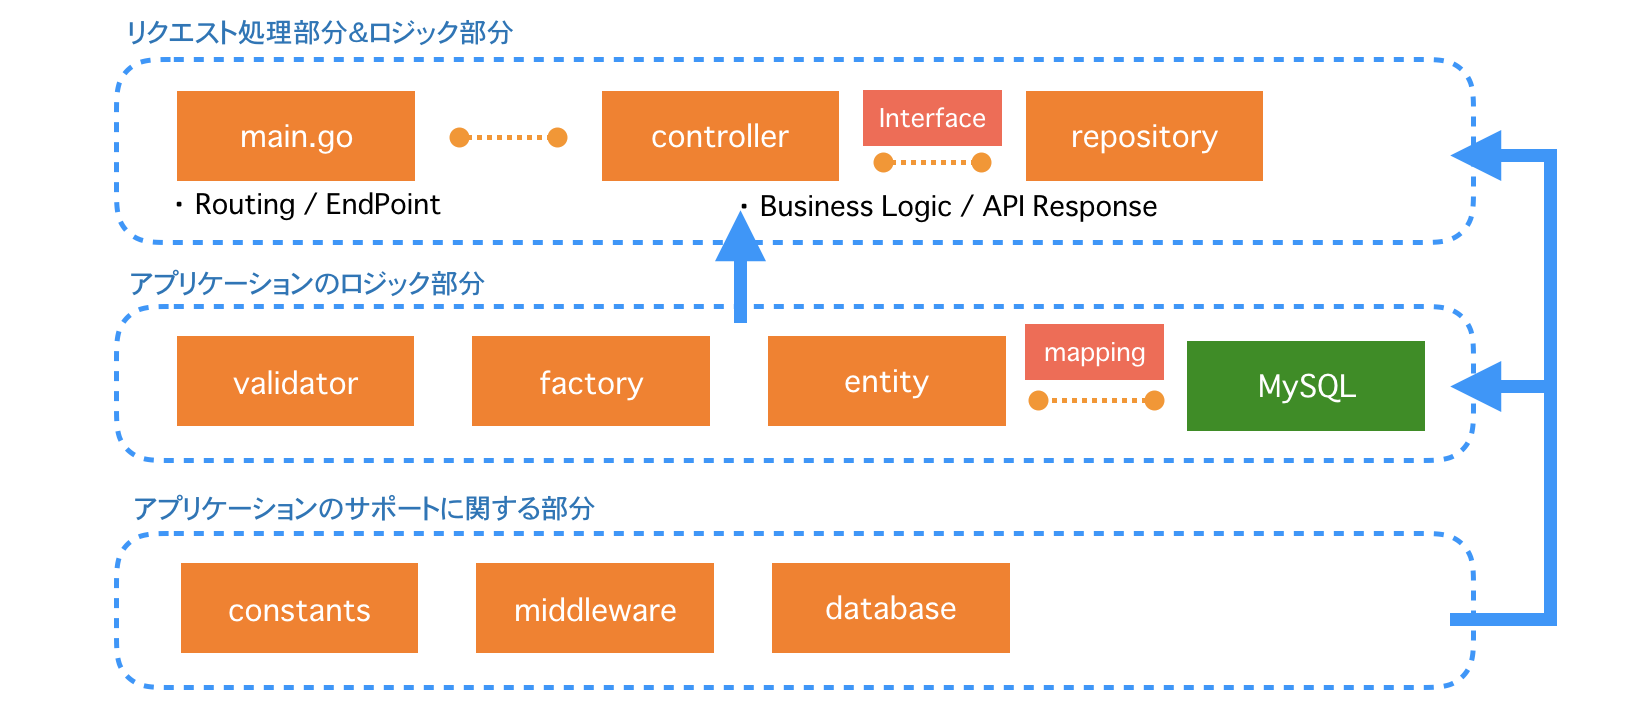 リクエスト処理部分&ロジック部分
main.go
controller
Interface
repository
・Routing / EndPoint
・Business Logic / API Response
アプリケーションのロジック部分
validator
factory
entity
mapping
MySQL
アプリケーションのサポートに関する部分
constants
middleware
database